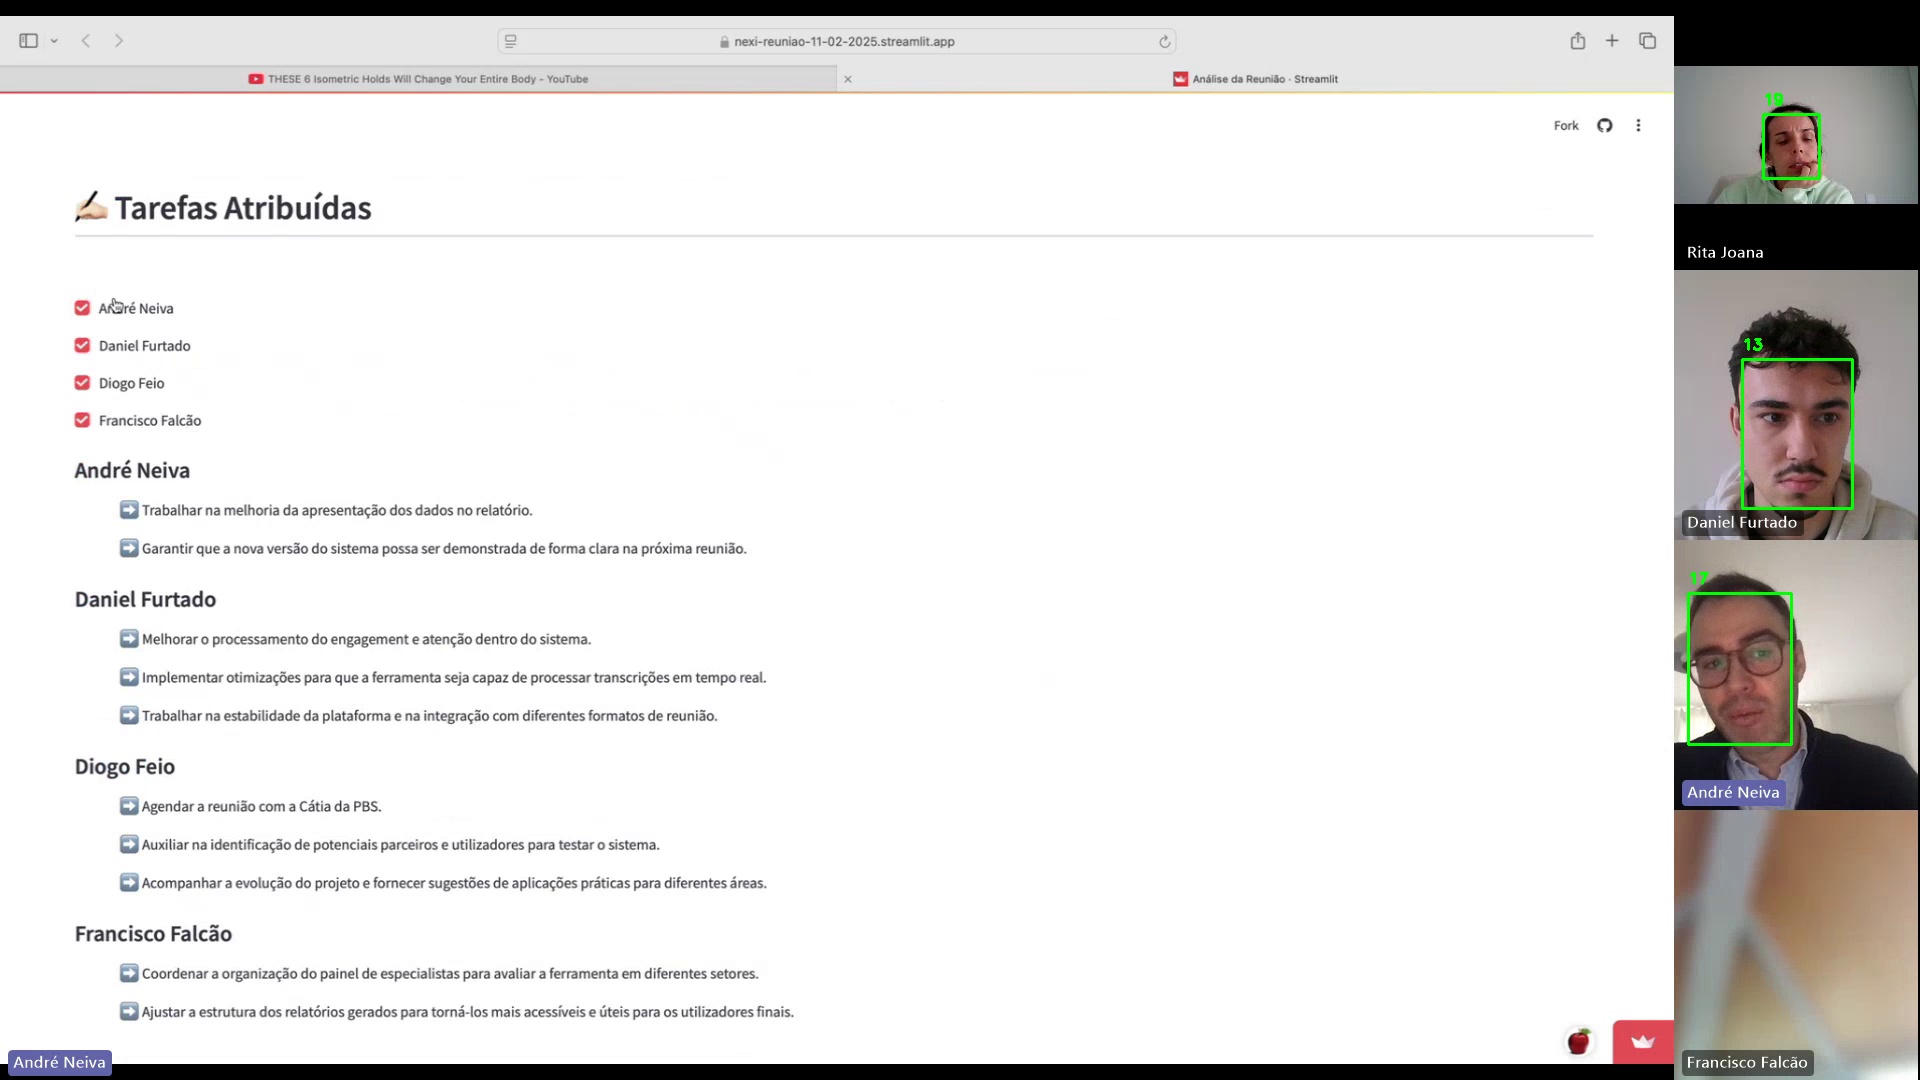 nexi-reuniao-11-02-2025.streamlit.app
THESE 6 Isometric Holds Will Change Your Entire Body - YouTube
Análise da Reunião · Streamlit
Fork
Tarefas Atribuídas
André Neiva
Daniel Furtado
Diogo Feio
Francisco Falcão
André Neiva
Trabalhar na melhoria da apresentação dos dados no relatório.
Garantir que a nova versão do sistema possa ser demonstrada de forma clara na próxima reunião.
Daniel Furtado
Melhorar o processamento do engagement e atenção dentro do sistema.
Implementar otimizações para que a ferramenta seja capaz de processar transcrições em tempo real.
Trabalhar na estabilidade da plataforma e na integração com diferentes formatos de reunião.
Diogo Feio
Agendar a reunião com a Cátia da PBS.
Auxiliar na identificação de potenciais parceiros e utilizadores para testar o sistema.
Acompanhar a evolução do projeto e fornecer sugestões de aplicações práticas para diferentes áreas.
Francisco Falcão
Coordenar a organização do painel de especialistas para avaliar a ferramenta em diferentes setores.
Ajustar a estrutura dos relatórios gerados para torná-los mais acessíveis e úteis para os utilizadores finais.
André Neiva
19
Rita Joana
13
Daniel Furtado
17
André Neiva
Francisco Falcão